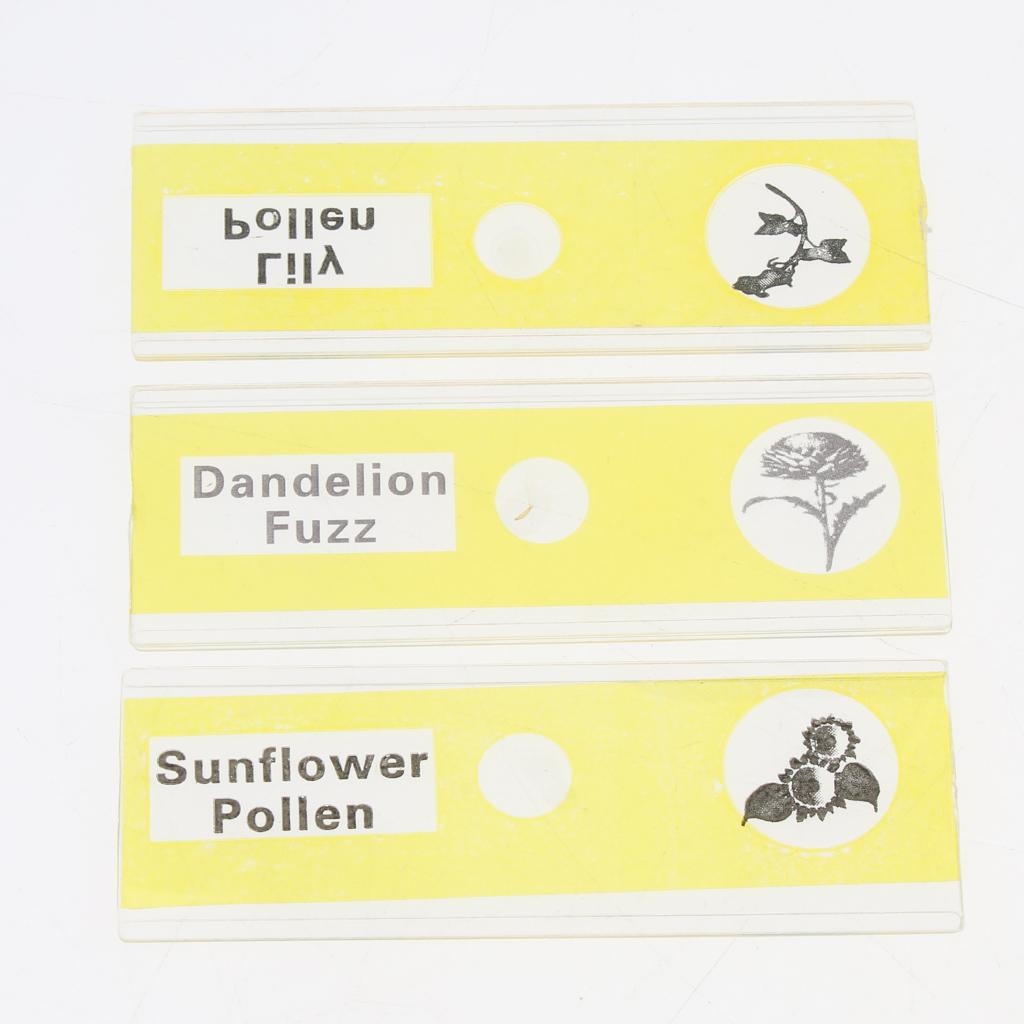 Lily
Pollen
Dandelion
Fuzz
Sunflower
Pollen